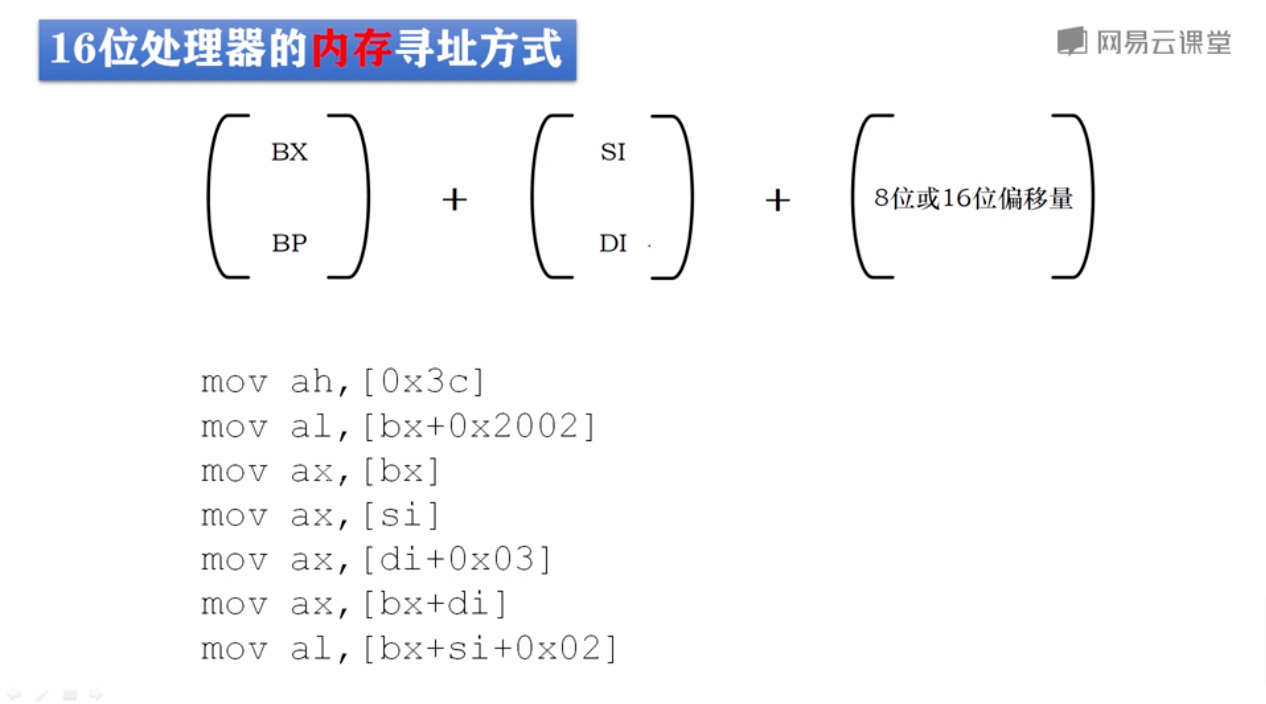 16位处理器的内存寻址方式
网易云课堂
BX SI
8位或16位偏移量
+ +
BP DI
mov ah,[0x3c]
mov al,[bx+0x2002]
mov ax,[bx]
mov ax,[si]
mov ax,[di+0x03]
mov ax,[bx+di]
mov al,[bx+si+0x02]